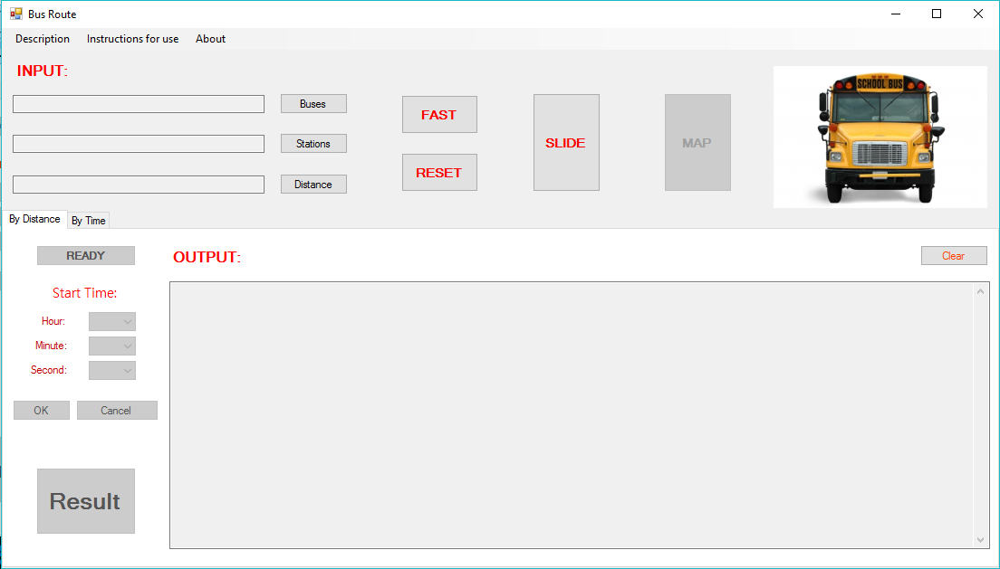 Bus Route
Description Instructions for use About
INPUT:
Buses
Stations
Distance
FAST
RESET
SLIDE
MAP
SCHOOL BUS
By Distance By Time
READY
Start Time:
Hour:
Minute:
Second:
OK Cancel
Result
OUTPUT:
Clear